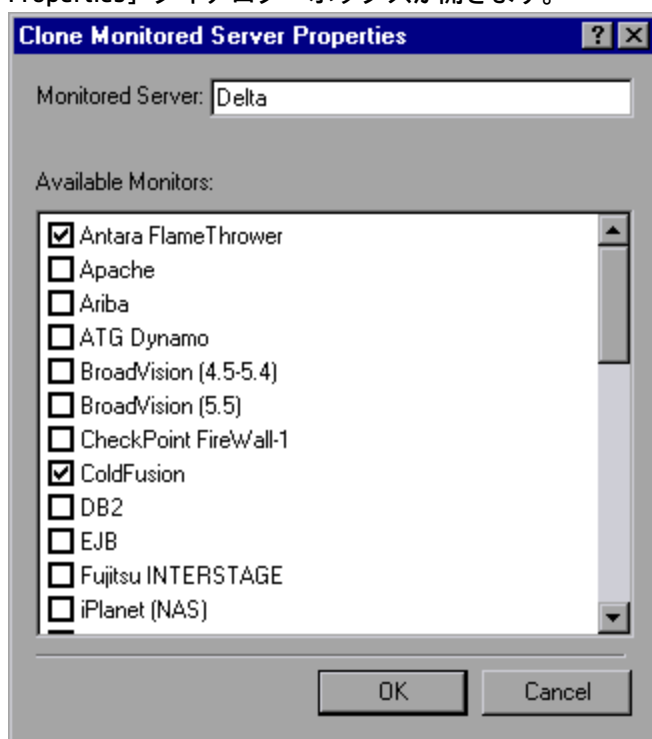 Properties］ダイアログ ボックスが開きます。
Clone Monitored Server Properties
Monitored Server: Delta
Available Monitors:
Antara FlameThrower
Apache
Ariba
ATG Dynamo
BroadVision (4.5-5.4)
BroadVision (5.5)
CheckPoint FireWall-1
ColdFusion
DB2
EJB
Fujitsu INTERSTAGE
iPlanet (NAS)
OK Cancel